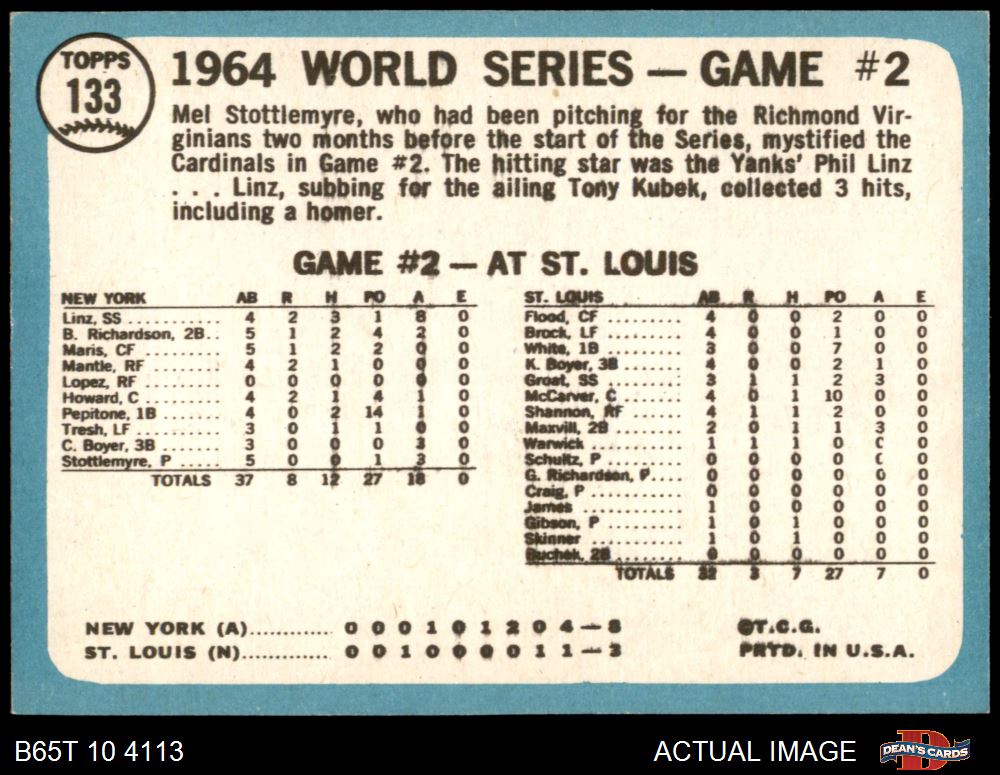 TOPPS
133
1964 WORLD SERIES — GAME #2
Mel Stottlemyre, who had been pitching for the Richmond Vir-
ginians two months before the start of the Series, mystified the
Cardinals in Game #2. The hitting star was the Yanks' Phil Linz
. . . Linz, subbing for the ailing Tony Kubek, collected 3 hits,
including a homer.
GAME #2 — AT ST. LOUIS
NEW YORK AB R H PO A E
Linz, SS ............ 4 2 3 1 8 0
B. Richardson, 2B.. 5 1 2 4 2 0
Maris, CF .......... 5 1 2 2 0 0
Mantle, RF ......... 4 2 1 0 0 0
Lopez, RF .......... 0 0 0 0 0 0
Howard, C .......... 4 2 1 4 1 0
Pepitone, 1B ....... 4 0 2 14 1 0
Tresh, LF .......... 3 0 1 1 0 0
C. Boyer, 3B ....... 3 0 0 0 3 0
Stottlemyre, P ...... 5 0 0 1 3 0
TOTALS 37 8 12 27 18 0
ST. LOUIS AB R H PO A E
Flood, CF .......... 4 0 0 2 0 0
Brock, LF .......... 4 0 0 1 0 0
White, 1B .......... 3 0 0 7 0 0
K. Boyer, 3B ........ 4 0 0 2 1 0
Groat, SS .......... 3 1 1 2 3 0
McCarver, C ........ 4 0 1 10 0 0
Shannon, RF ....... 4 1 1 2 0 0
Maxvill, 2B ........ 2 0 1 1 3 0
Warwick ........... 1 1 1 0 0 0
Schultz, P .......... 0 0 0 0 0 0
G. Richardson, P.... 0 0 0 0 0 0
Craig, P ............ 0 0 0 0 0 0
James .............. 1 0 0 0 0 0
Gibson, P .......... 1 0 1 0 0 0
Skinner ............ 1 0 1 0 0 0
Buchek, 2B ......... 0 0 0 0 0 0
TOTALS 32 3 7 27 7 0
NEW YORK (A)............ 0 0 0 1 0 1 2 0 4 — 8
ST. LOUIS (N)............. 0 0 1 0 0 0 0 1 1 — 3
©T.C.G.
PRTD. IN U.S.A.
B65T 10 4113
ACTUAL IMAGE
D
DEAN'S CARDS